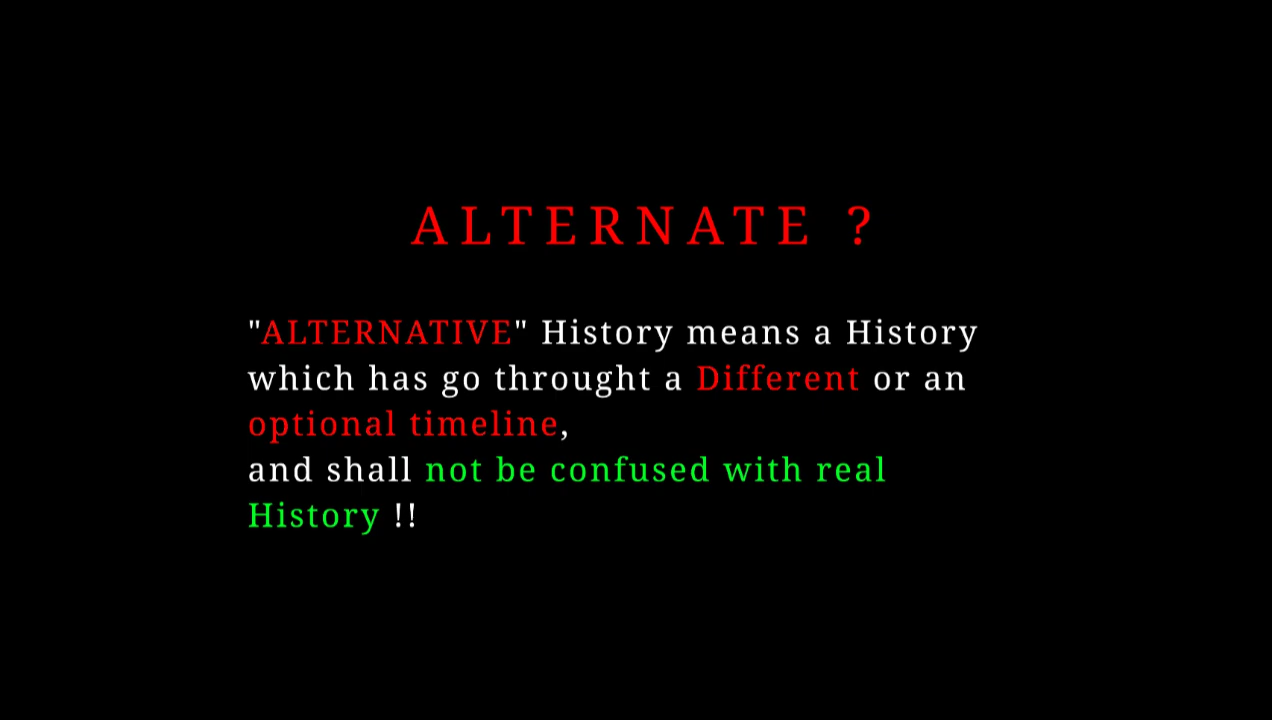 ALTERNATE ?
"ALTERNATIVE" History means a History
which has go throught a Different or an
optional timeline,
and shall not be confused with real
History !!